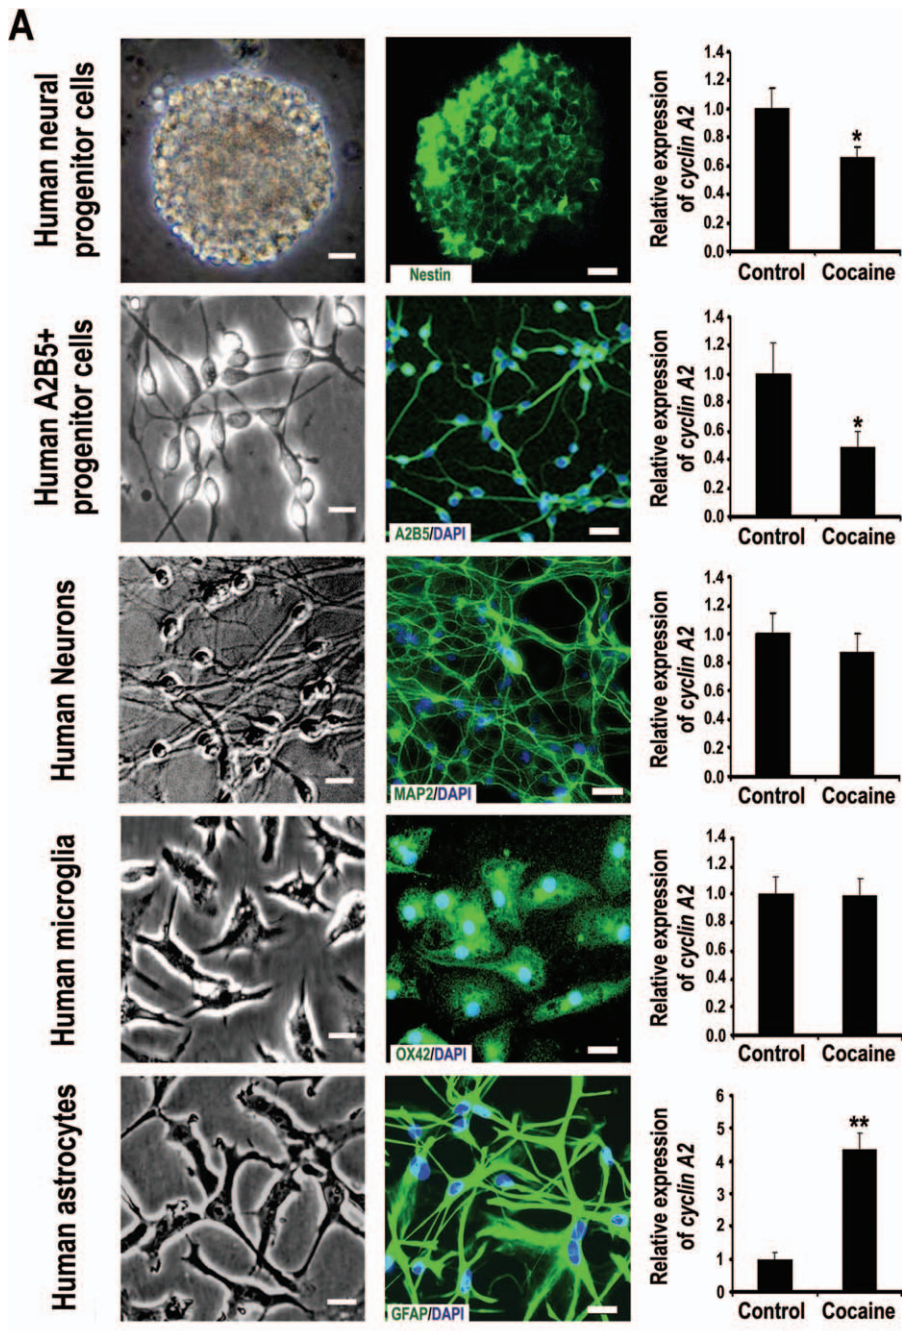 A
Human neural
progenitor cells
Nestin
Relative expression
of cyclin A2
1.4
1.2
1.0
0.8
0.6
0.4
0.2
0.0
*
Control Cocaine
Human A2B5+
progenitor cells
A2B5/DAPI
Relative expression
of cyclin A2
1.4
1.2
1.0
0.8
0.6
0.4
0.2
0.0
*
Control Cocaine
Human Neurons
MAP2/DAPI
Relative expression
of cyclin A2
1.4
1.2
1.0
0.8
0.6
0.4
0.2
0.0
Control Cocaine
Human microglia
OX42/DAPI
Relative expression
of cyclin A2
1.4
1.2
1.0
0.8
0.6
0.4
0.2
0.0
Control Cocaine
Human astrocytes
GFAP/DAPI
Relative expression
of cyclin A2
6
5
4
3
2
1
0
**
Control Cocaine